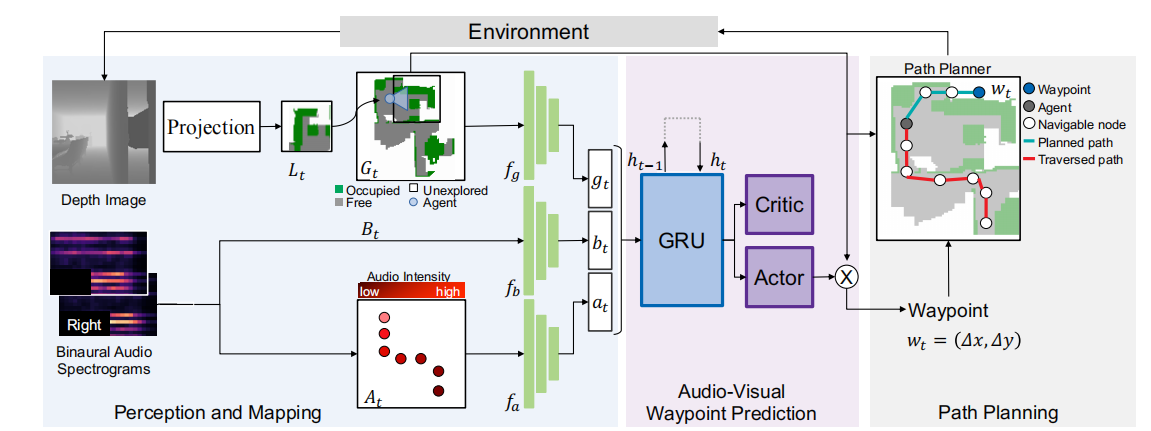 Environment
Depth Image
Projection
L_t
G_t
Occupied
Unexplored
Free
Agent
f_g
g_t
B_t
f_b
b_t
Binaural Audio
Spectrograms
Right
Audio Intensity
low
high
A_t
f_a
a_t
Perception and Mapping
h_{t-1}
h_t
GRU
Critic
Actor
X
Audio-Visual
Waypoint Prediction
Path Planner
w_t
Waypoint
Agent
Navigable node
Planned path
Traversed path
Waypoint
w_t = (Δx, Δy)
Path Planning